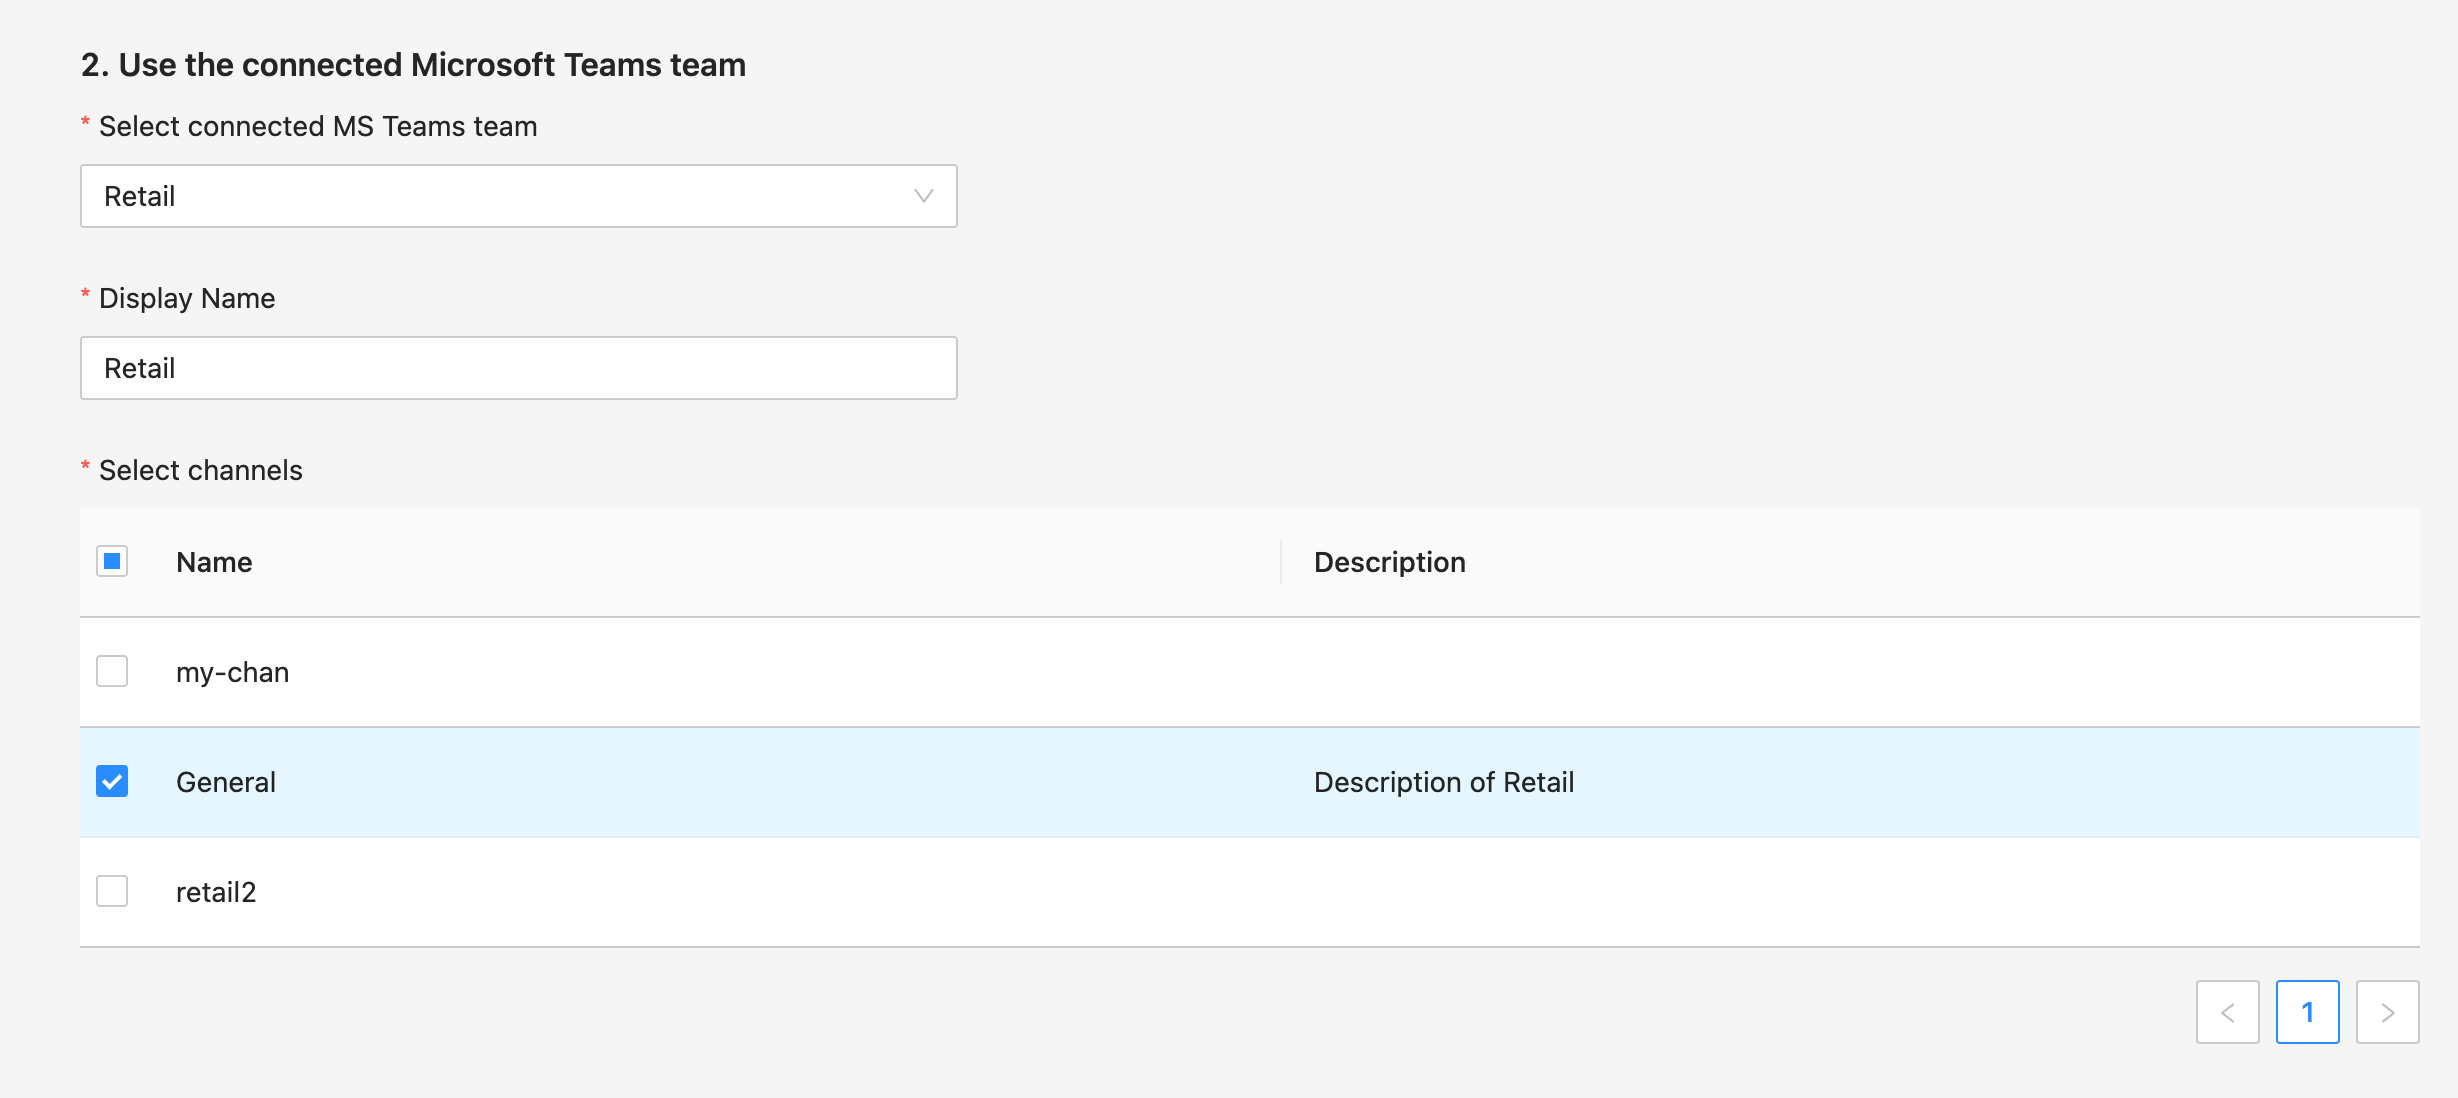 2. Use the connected Microsoft Teams team
* Select connected MS Teams team
Retail
* Display Name
Retail
* Select channels
Name Description
my-chan
General Description of Retail
retail2
< 1 >